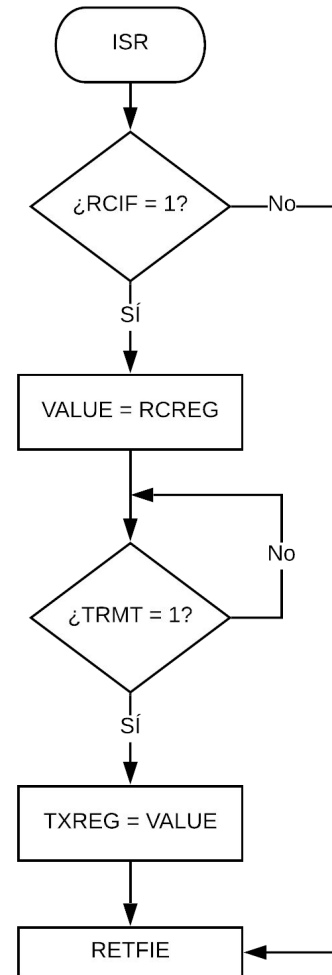 ISR
¿RCIF = 1?
No
SÍ
VALUE = RCREG
No
¿TRMT = 1?
SÍ
TXREG = VALUE
RETFIE